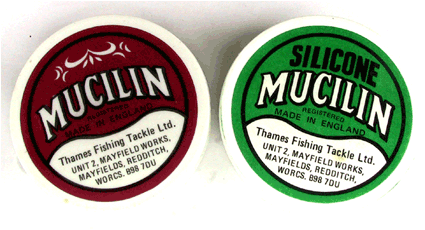 MUCILIN
REGISTERED
MADE IN ENGLAND
Thames Fishing Tackle Ltd.
UNIT 2, MAYFIELD WORKS,
MAYFIELDS, REDDITCH,
WORCS. B98 7DU
SILICONE
MUCILIN
REGISTERED
MADE IN ENGLAND
Thames Fishing Tackle Ltd.
UNIT 2, MAYFIELD WORKS,
MAYFIELDS, REDDITCH,
WORCS. B98 7DU